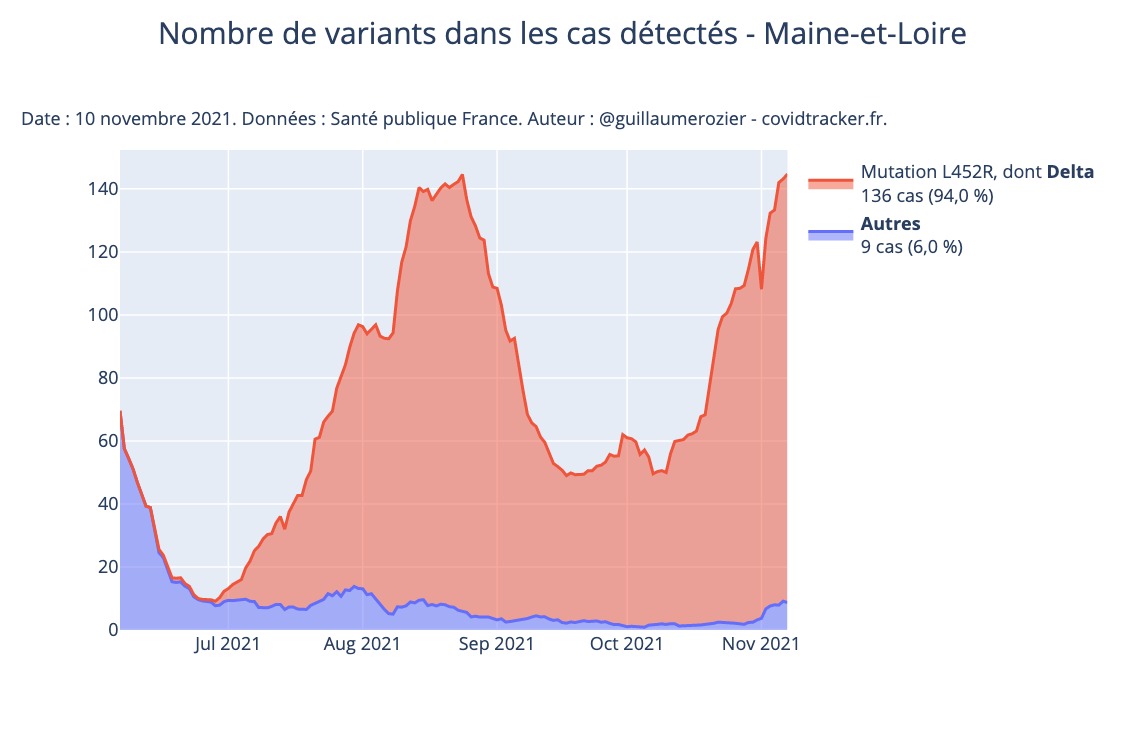 Nombre de variants dans les cas détectés - Maine-et-Loire
Date : 10 novembre 2021. Données : Santé publique France. Auteur : @guillaumerozier - covidtracker.fr.
Mutation L452R, dont Delta
136 cas (94,0 %)
Autres
9 cas (6,0 %)
140
120
100
80
60
40
20
0
Jul 2021 Aug 2021 Sep 2021 Oct 2021 Nov 2021